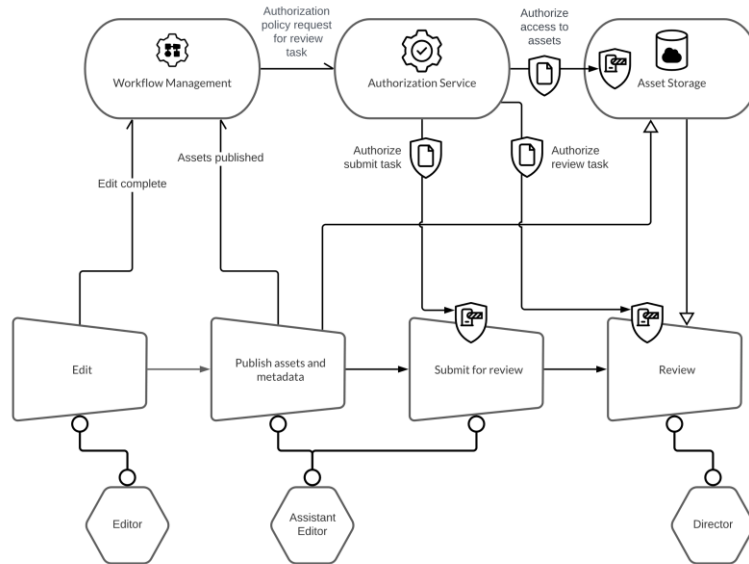 Authorization
policy request
for review
task
Authorize
access to
assets
Workflow Management
Authorization Service
Asset Storage
Authorize
submit task
Authorize
review task
Assets published
Edit complete
Edit
Publish assets and
metadata
Submit for review
Review
Editor
Assistant
Editor
Director